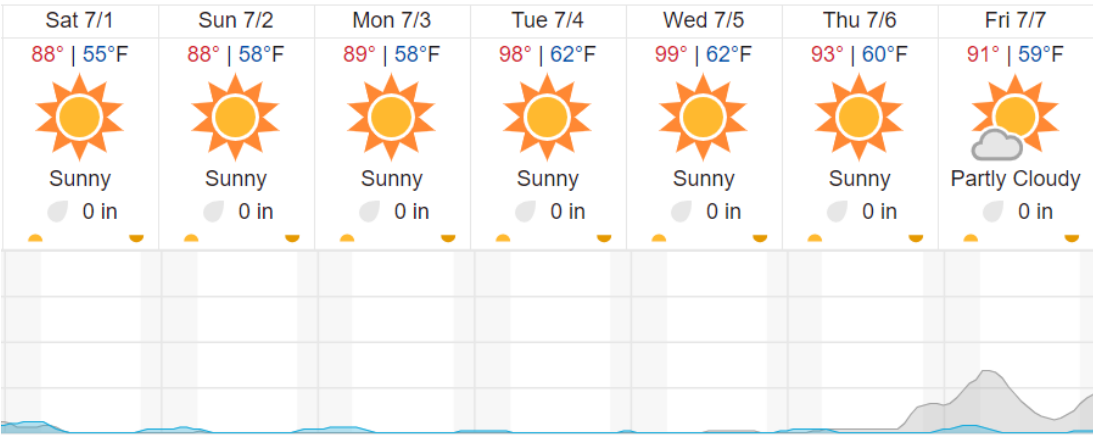 Sat 7/1 Sun 7/2 Mon 7/3 Tue 7/4 Wed 7/5 Thu 7/6 Fri 7/7
88° | 55°F 88° | 58°F 89° | 58°F 98° | 62°F 99° | 62°F 93° | 60°F 91° | 59°F
Sunny Sunny Sunny Sunny Sunny Sunny Partly Cloudy
0 in 0 in 0 in 0 in 0 in 0 in 0 in